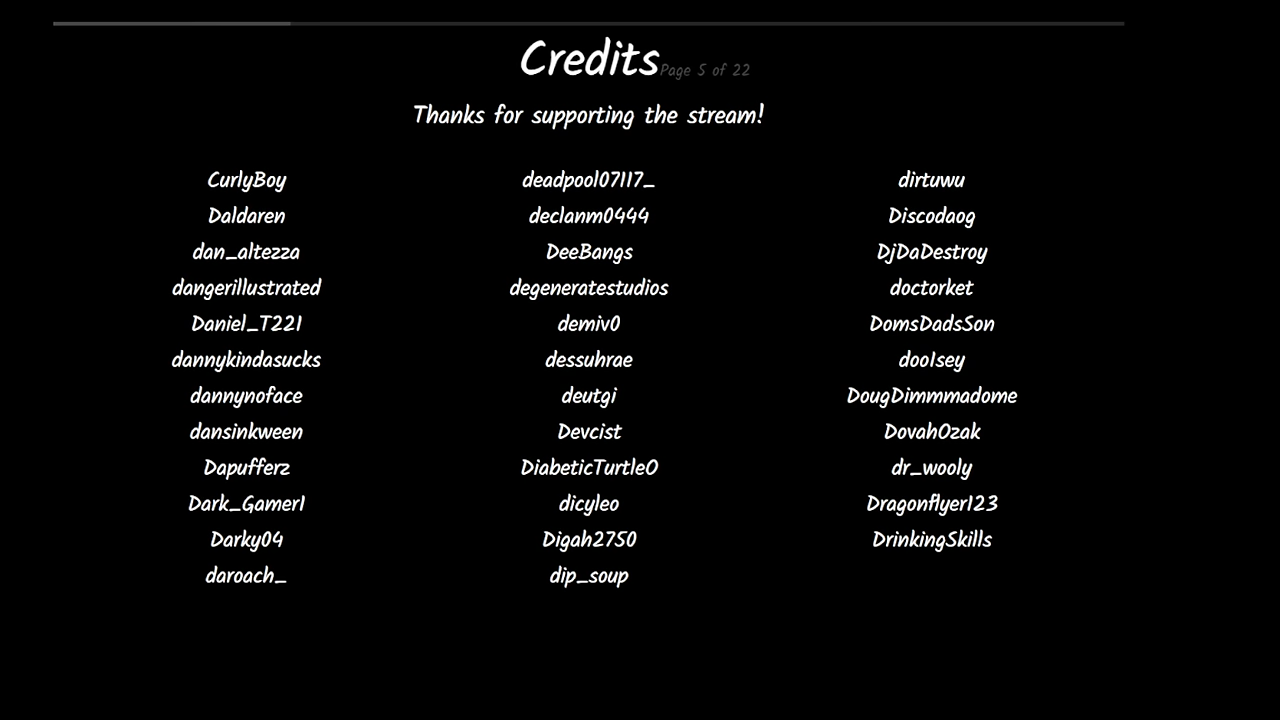 Credits Page 5 of 22
Thanks for supporting the stream!
CurlyBoy
Daldaren
dan_altezza
dangerillustrated
Daniel_T221
dannykindasucks
dannynoface
dansinkween
Dapufferz
Dark_Gamer1
Darky04
daroach_
deadpool07117_
declanm0444
DeeBangs
degeneratestudios
demiv0
dessuhrae
deutgi
Devcist
DiabeticTurtle0
dicyleo
Digah2750
dip_soup
dirtuwu
Discodaog
DjDaDestroy
doctorket
DomsDadsSon
doo1sey
DougDimmmadome
DovahOzak
dr_wooly
Dragonflyer123
DrinkingSkills